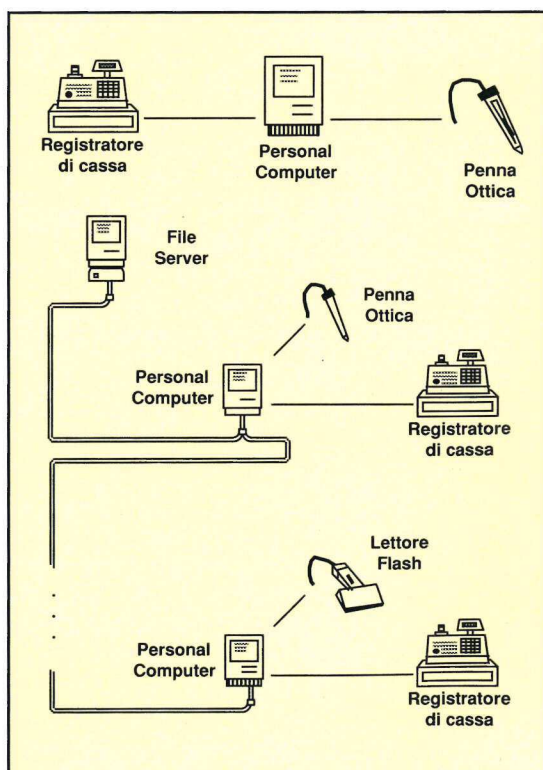 Registratore
di cassa
Personal
Computer
Penna
Ottica
File
Server
Penna
Ottica
Personal
Computer
Registratore
di cassa
Lettore
Flash
Personal
Computer
Registratore
di cassa